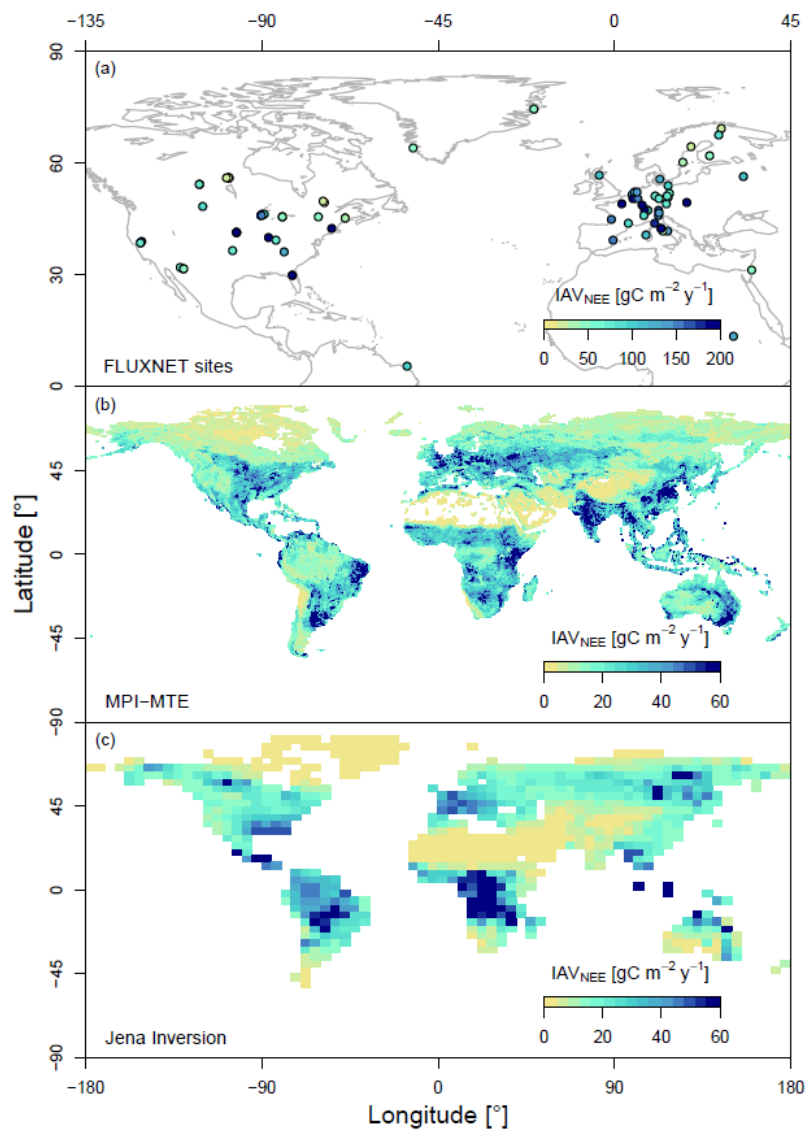 −135 −90 −45 0 45
(a)
90
60
30
0
IAV_NEE [gC m⁻² y⁻¹]
0 50 100 150 200
FLUXNET sites
(b)
45
0
−45
−90
IAV_NEE [gC m⁻² y⁻¹]
0 20 40 60
MPI−MTE
Latitude [°]
(c)
45
0
−45
−90
IAV_NEE [gC m⁻² y⁻¹]
0 20 40 60
Jena Inversion
−180 −90 0 90 180
Longitude [°]